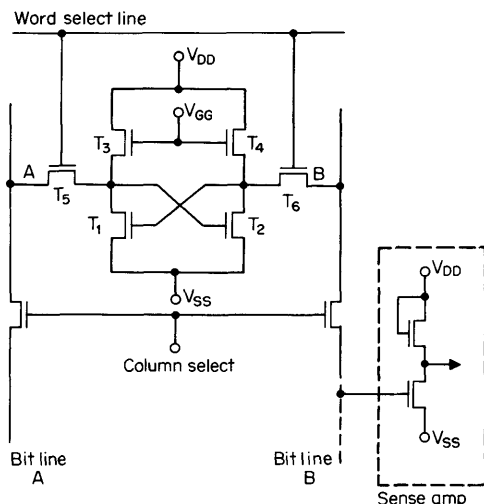 Word select line
V_DD
V_GG
T_3
T_4
A
B
T_5
T_6
T_1
T_2
V_SS
V_DD
Column select
V_SS
Bit line
A
Bit line
B
Sense amp